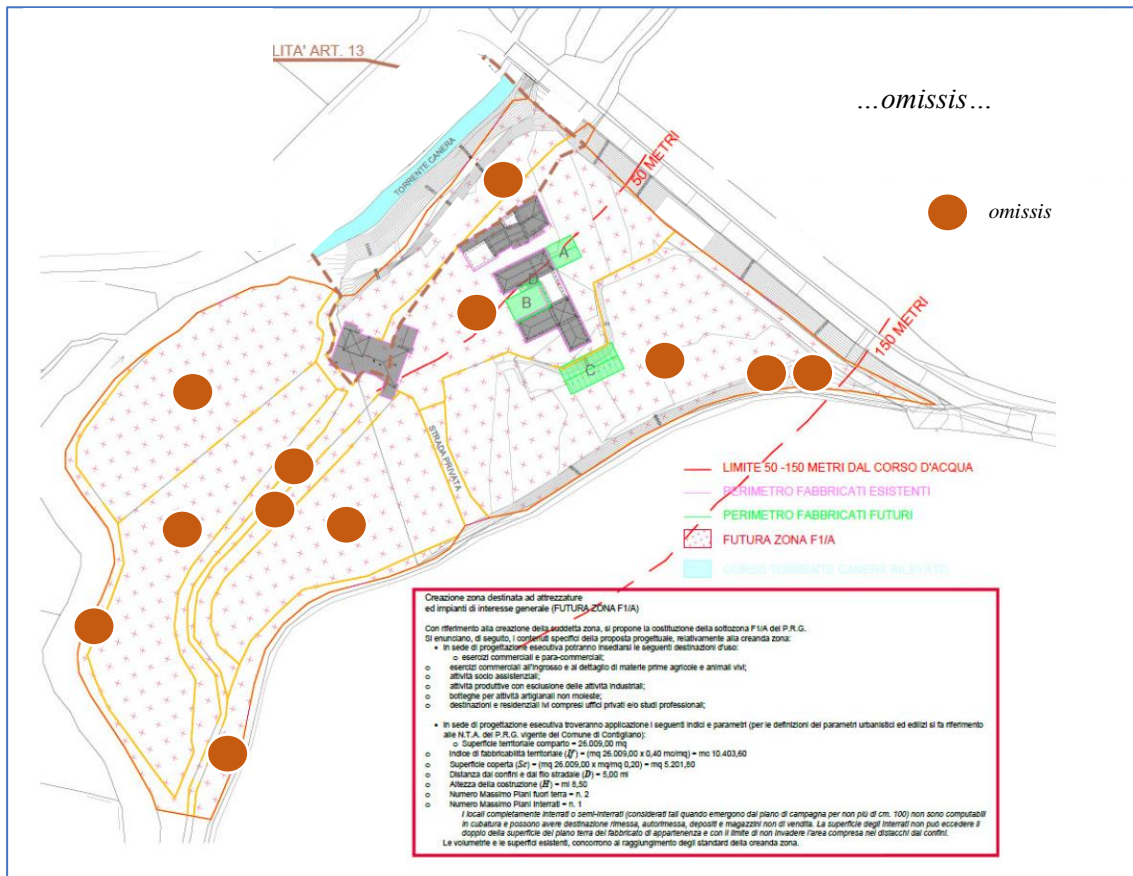 LITA' ART. 13
...omissis...
TORRENTE CANERA
50 METRI
omissis
A
D
B
150 METRI
C
STRADA PRIVATA
LIMITE 50 -150 METRI DAL CORSO D'ACQUA
PERIMETRO FABBRICATI ESISTENTI
PERIMETRO FABBRICATI FUTURI
FUTURA ZONA F1/A
CORSO TORRENTE CANERA RILEVATO
Creazione zona destinata ad attrezzature
ed impianti di interesse generale (FUTURA ZONA F1/A)
Con riferimento alla creazione della suddetta zona, si propone la costituzione della sottozona F1/A del P.R.G.
Si enunciano, di seguito, i contenuti specifici della proposta progettuale, relativamente alla creanda zona:
• In sede di progettazione esecutiva potranno insediarsi le seguenti destinazioni d'uso:
o esercizi commerciali e para-commerciali;
o esercizi commerciali all'ingrosso e al dettaglio di materie prime agricole e animali vivi;
o attività socio assistenziali;
o attività produttive con esclusione delle attività industriali;
o botteghe per attività artigianali non moleste;
o destinazioni e residenziali ivi compresi uffici privati e/o studi professionali;
• In sede di progettazione esecutiva troveranno applicazione i seguenti indici e parametri (per le definizioni dei parametri urbanistici ed edilizi si fa riferimento
alle N.T.A. del P.R.G. vigente del Comune di Contigliano):
o Superficie territoriale comparto = 26.009,00 mq
o Indice di fabbricabilità territoriale (If) = (mq 26.009,00 x 0,40 mc/mq) = mc 10.403,60
o Superficie coperta (Sc) = (mq 26.009,00 x mq/mq 0,20) = mq 5.201,80
o Distanza dai confini e dal filo stradale (D) = 5,00 ml
o Altezza della costruzione (H) = ml 8,50
o Numero Massimo Piani fuori terra = n. 2
o Numero Massimo Piani Interrati = n. 1
I locali completamente interrati o semi-interrati (considerati tali quando emergono dal piano di campagna per non più di cm. 100) non sono computabili
in cubatura e possono avere destinazione rimessa, autorimessa, depositi e magazzini non di vendita. La superficie degli interrati non può eccedere il
doppio della superficie del piano terra del fabbricato di appartenenza e con il limite di non invadere l'area compresa nei distacchi dai confini.
Le volumetrie e le superfici esistenti, concorrono al raggiungimento degli standard della creanda zona.